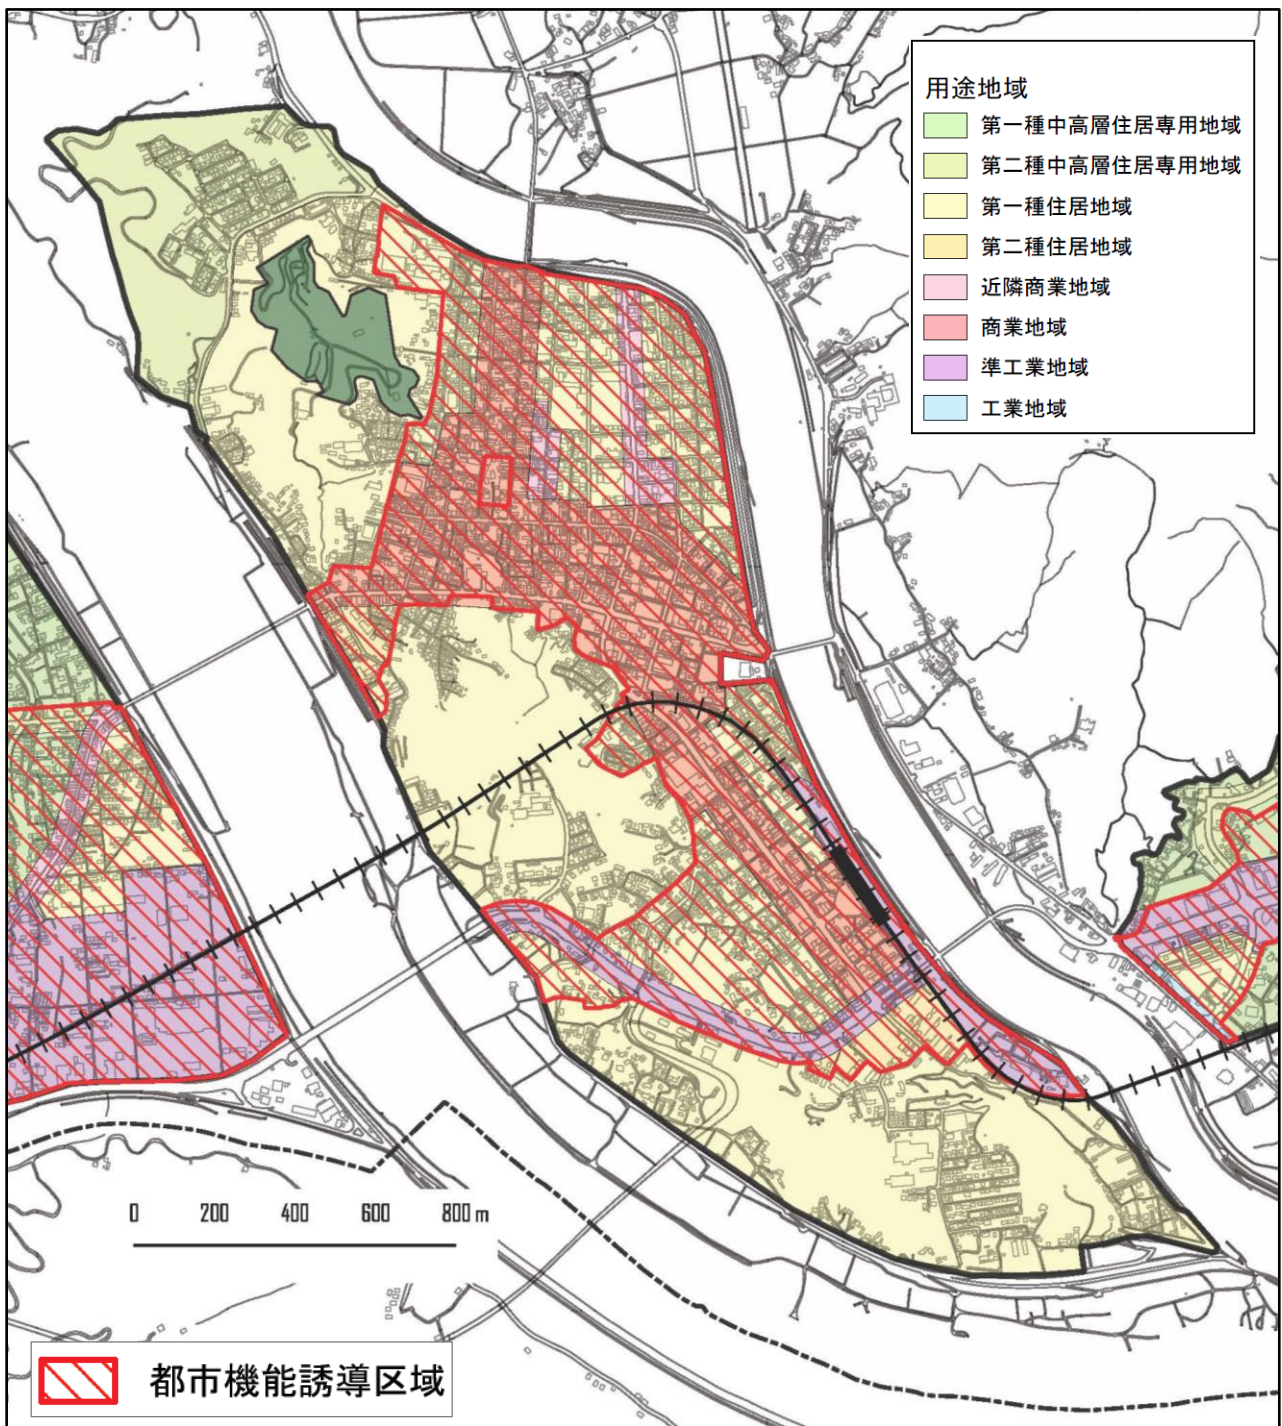 用途地域
第一種中高層住居専用地域
第二種中高層住居専用地域
第一種住居地域
第二種住居地域
近隣商業地域
商業地域
準工業地域
工業地域
0 200 400 600 800 m
都市機能誘導区域